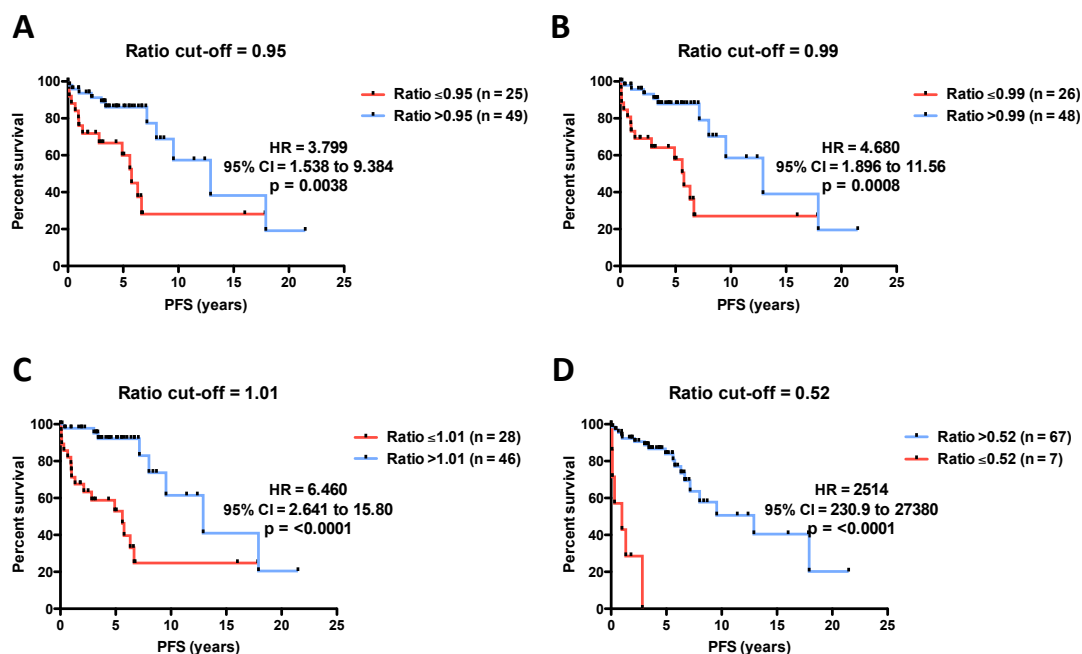 A
Ratio cut-off = 0.95
Percent survival
100
80
60
40
20
0
0 5 10 15 20 25
PFS (years)
Ratio ≤0.95 (n = 25)
Ratio >0.95 (n = 49)
HR = 3.799
95% CI = 1.538 to 9.384
p = 0.0038
B
Ratio cut-off = 0.99
Percent survival
100
80
60
40
20
0
0 5 10 15 20 25
PFS (years)
Ratio ≤0.99 (n = 26)
Ratio >0.99 (n = 48)
HR = 4.680
95% CI = 1.896 to 11.56
p = 0.0008
C
Ratio cut-off = 1.01
Percent survival
100
80
60
40
20
0
0 5 10 15 20 25
PFS (years)
Ratio ≤1.01 (n = 28)
Ratio >1.01 (n = 46)
HR = 6.460
95% CI = 2.641 to 15.80
p = <0.0001
D
Ratio cut-off = 0.52
Percent survival
100
80
60
40
20
0
0 5 10 15 20 25
PFS (years)
Ratio >0.52 (n = 67)
Ratio ≤0.52 (n = 7)
HR = 2514
95% CI = 230.9 to 27380
p = <0.0001